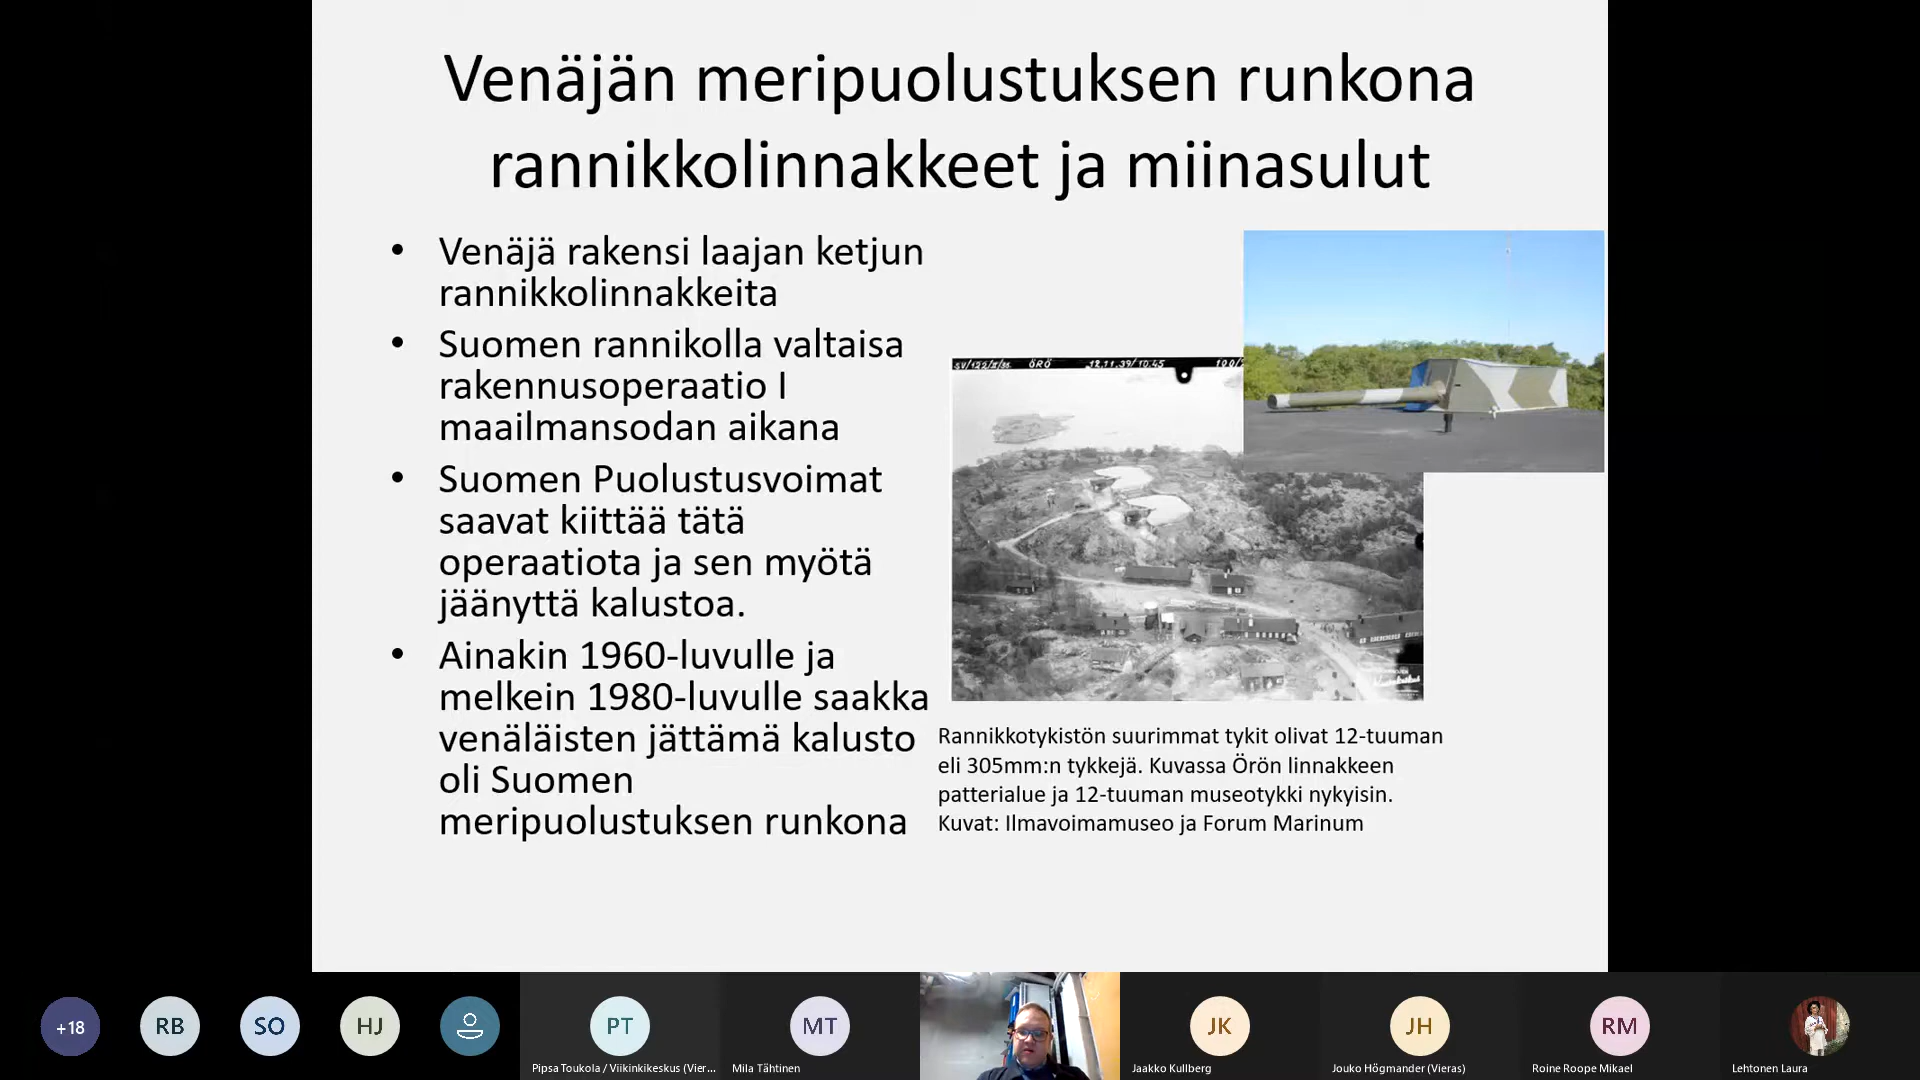 Venäjän meripuolustuksen runkona
rannikkolinnakkeet ja miinasulut
• Venäjä rakensi laajan ketjun
rannikkolinnakkeita
• Suomen rannikolla valtaisa
rakennusoperaatio I
maailmansodan aikana
• Suomen Puolustusvoimat
saavat kiittää tätä
operaatiota ja sen myötä
jäänyttä kalustoa.
• Ainakin 1960-luvulle ja
melkein 1980-luvulle saakka
venäläisten jättämä kalusto
oli Suomen
meripuolustuksen runkona
ÖRÖ
Rannikkotykistön suurimmat tykit olivat 12-tuuman
eli 305mm:n tykkejä. Kuvassa Örön linnakkeen
patterialue ja 12-tuuman museotykki nykyisin.
Kuvat: Ilmavoimamuseo ja Forum Marinum
+18
RB
SO
HJ
PT
MT
JK
JH
RM
Pipsa Toukola / Viikinkikeskus (Vier...
Mila Tähtinen
Jaakko Kullberg
Jouko Högmander (Vieras)
Roine Roope Mikael
Lehtonen Laura